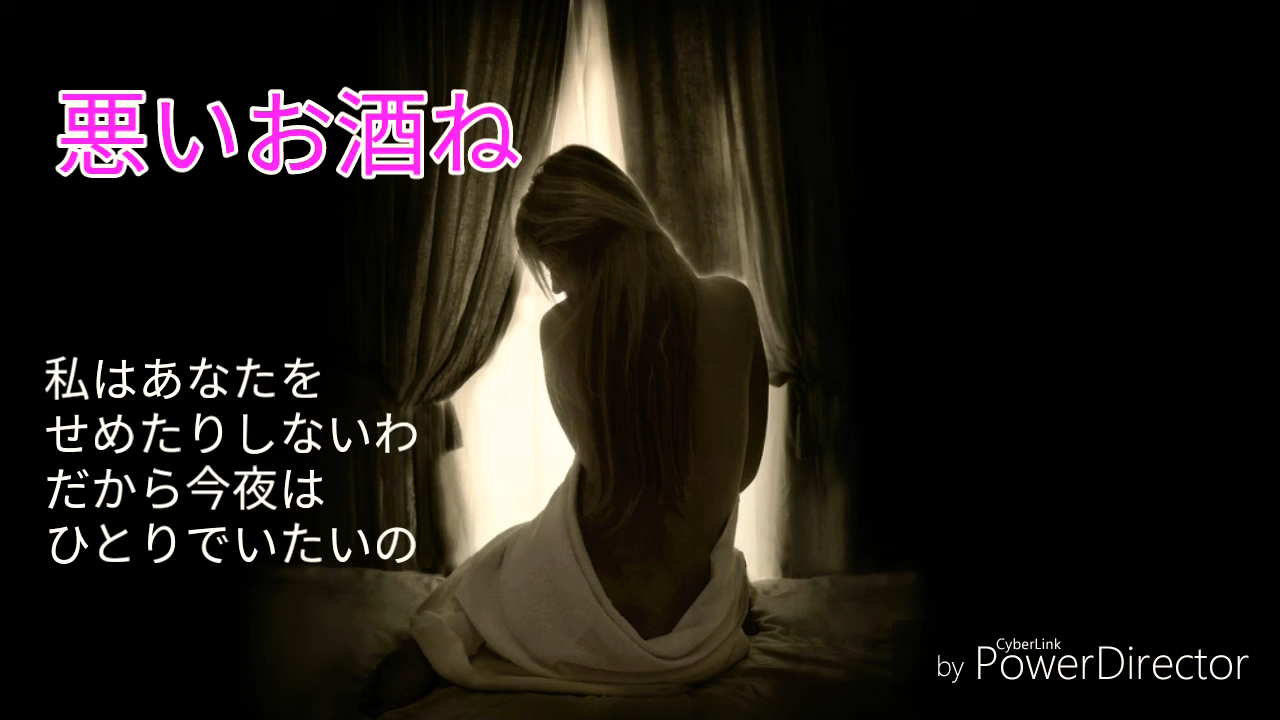 悪いお酒ね
私はあなたを
せめたりしないわ
だから今夜は
ひとりでいたいの
CyberLink
by PowerDirector